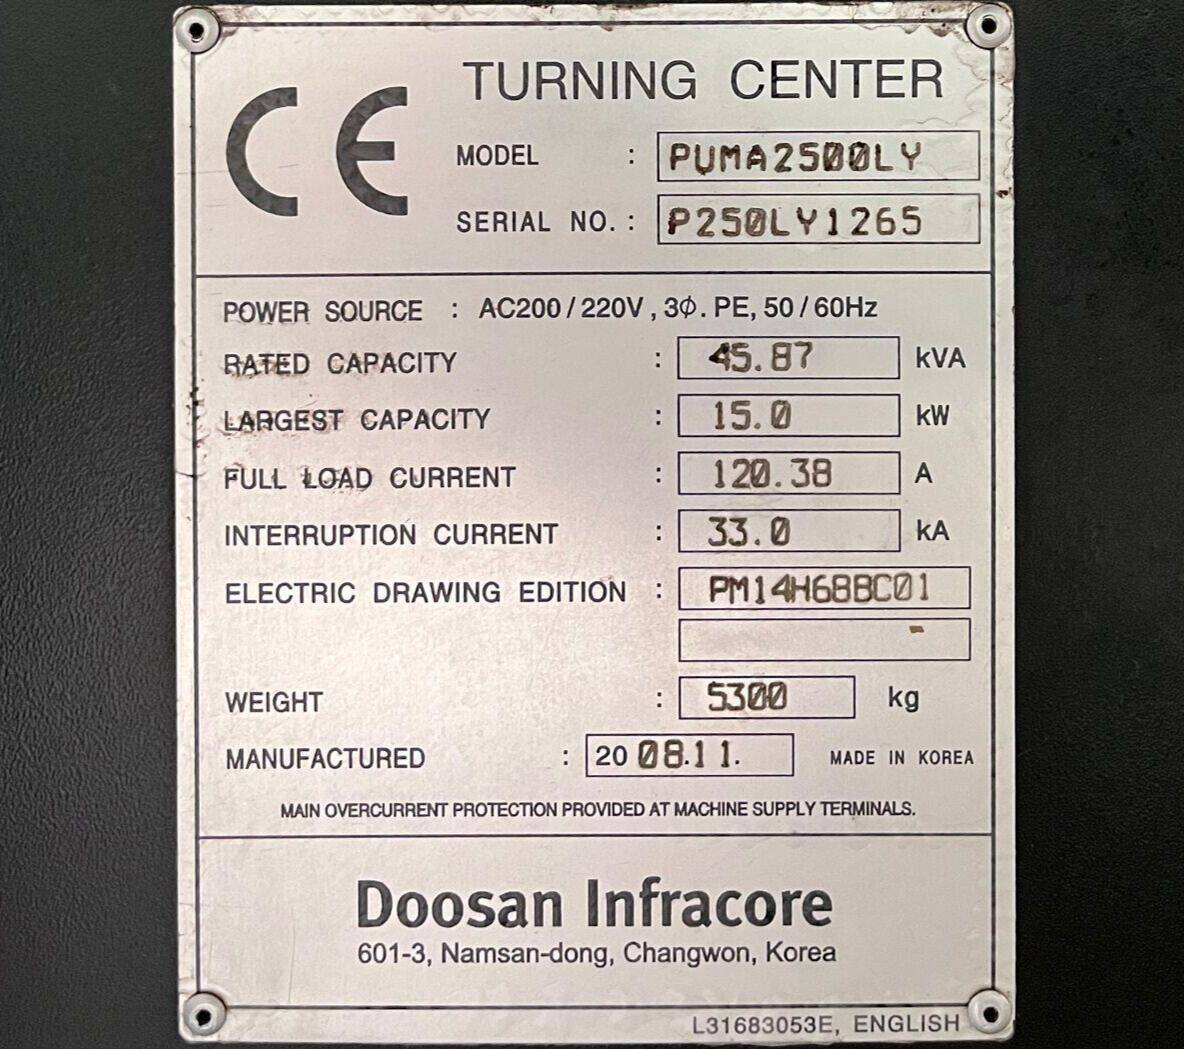 CE
TURNING CENTER
MODEL : PUMA2500LY
SERIAL NO. : P250LY1265
POWER SOURCE : AC200/220V, 3Φ. PE, 50/60Hz
RATED CAPACITY : 45.87 kVA
LARGEST CAPACITY : 15.0 kW
FULL LOAD CURRENT : 120.38 A
INTERRUPTION CURRENT : 33.0 kA
ELECTRIC DRAWING EDITION : PM14H6BBC01
WEIGHT : 5300 kg
MANUFACTURED : 2008.11. MADE IN KOREA
MAIN OVERCURRENT PROTECTION PROVIDED AT MACHINE SUPPLY TERMINALS.
Doosan Infracore
601-3, Namsan-dong, Changwon, Korea
L31683053E, ENGLISH